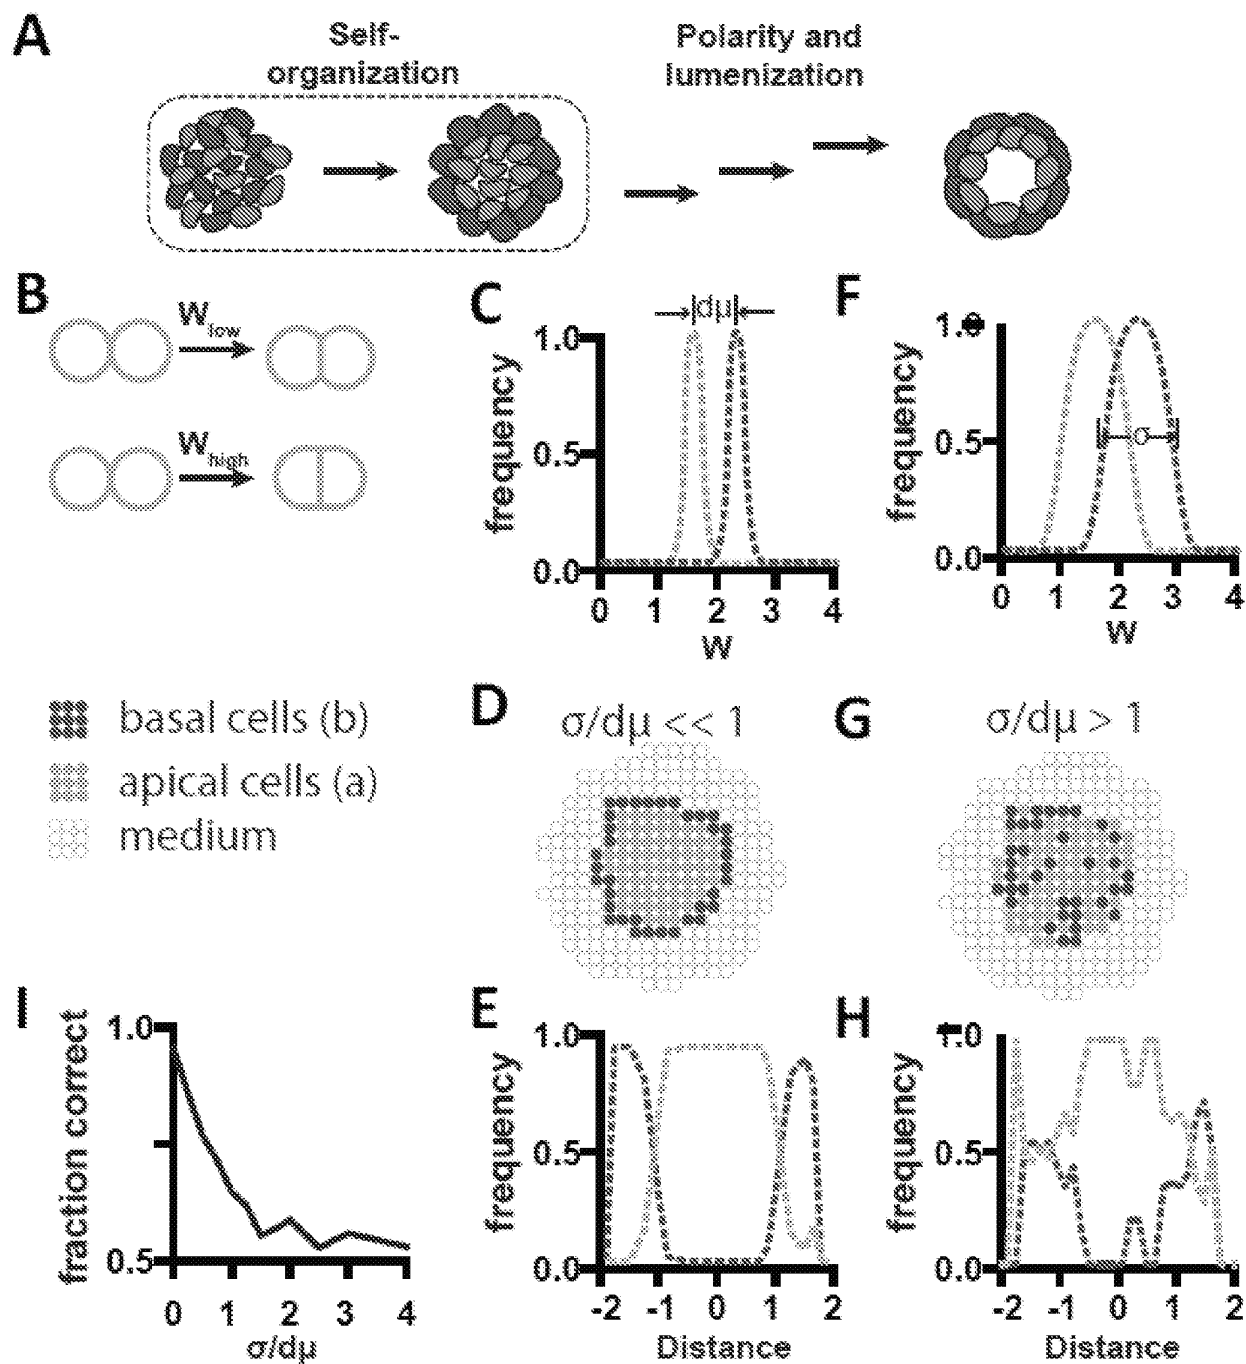 A
Self-
organization
Polarity and
lumenization
B
W low
W high
C
dμ
frequency
1.0
0.5
0.0
0 1 2 3 4
W
F
σ
frequency
1.0
0.5
0.0
0 1 2 3 4
W
basal cells (b)
apical cells (a)
medium
D
σ/dμ << 1
G
σ/dμ > 1
I
fraction correct
1.0
0.5
0 1 2 3 4
σ/dμ
E
frequency
1.0
0.5
0.0
-2 -1 0 1 2
Distance
H
frequency
1.0
0.5
0.0
-2 -1 0 1 2
Distance